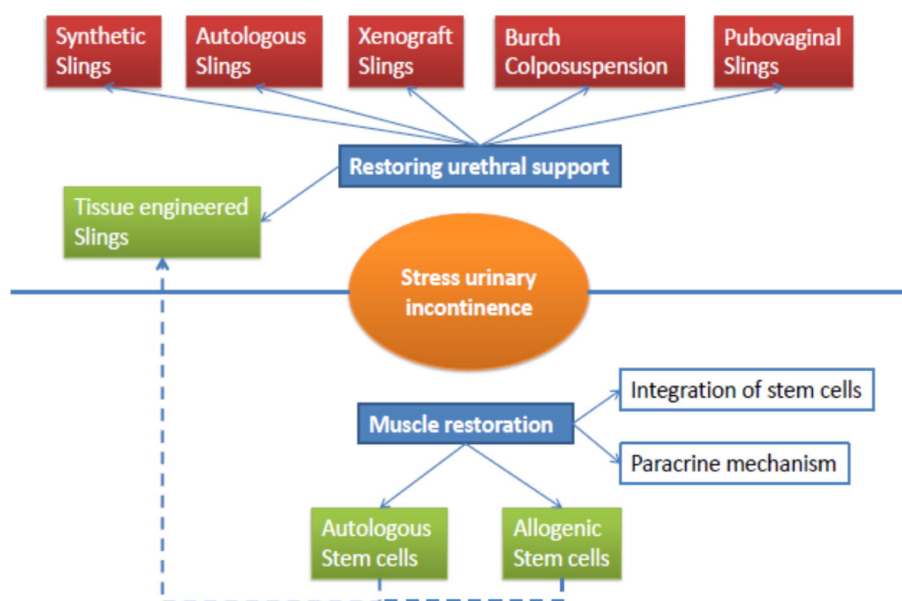 Synthetic
Slings
Autologous
Slings
Xenograft
Slings
Burch
Colposuspension
Pubovaginal
Slings
Restoring urethral support
Tissue engineered
Slings
Stress urinary
incontinence
Integration of stem cells
Muscle restoration
Paracrine mechanism
Autologous
Stem cells
Allogenic
Stem cells